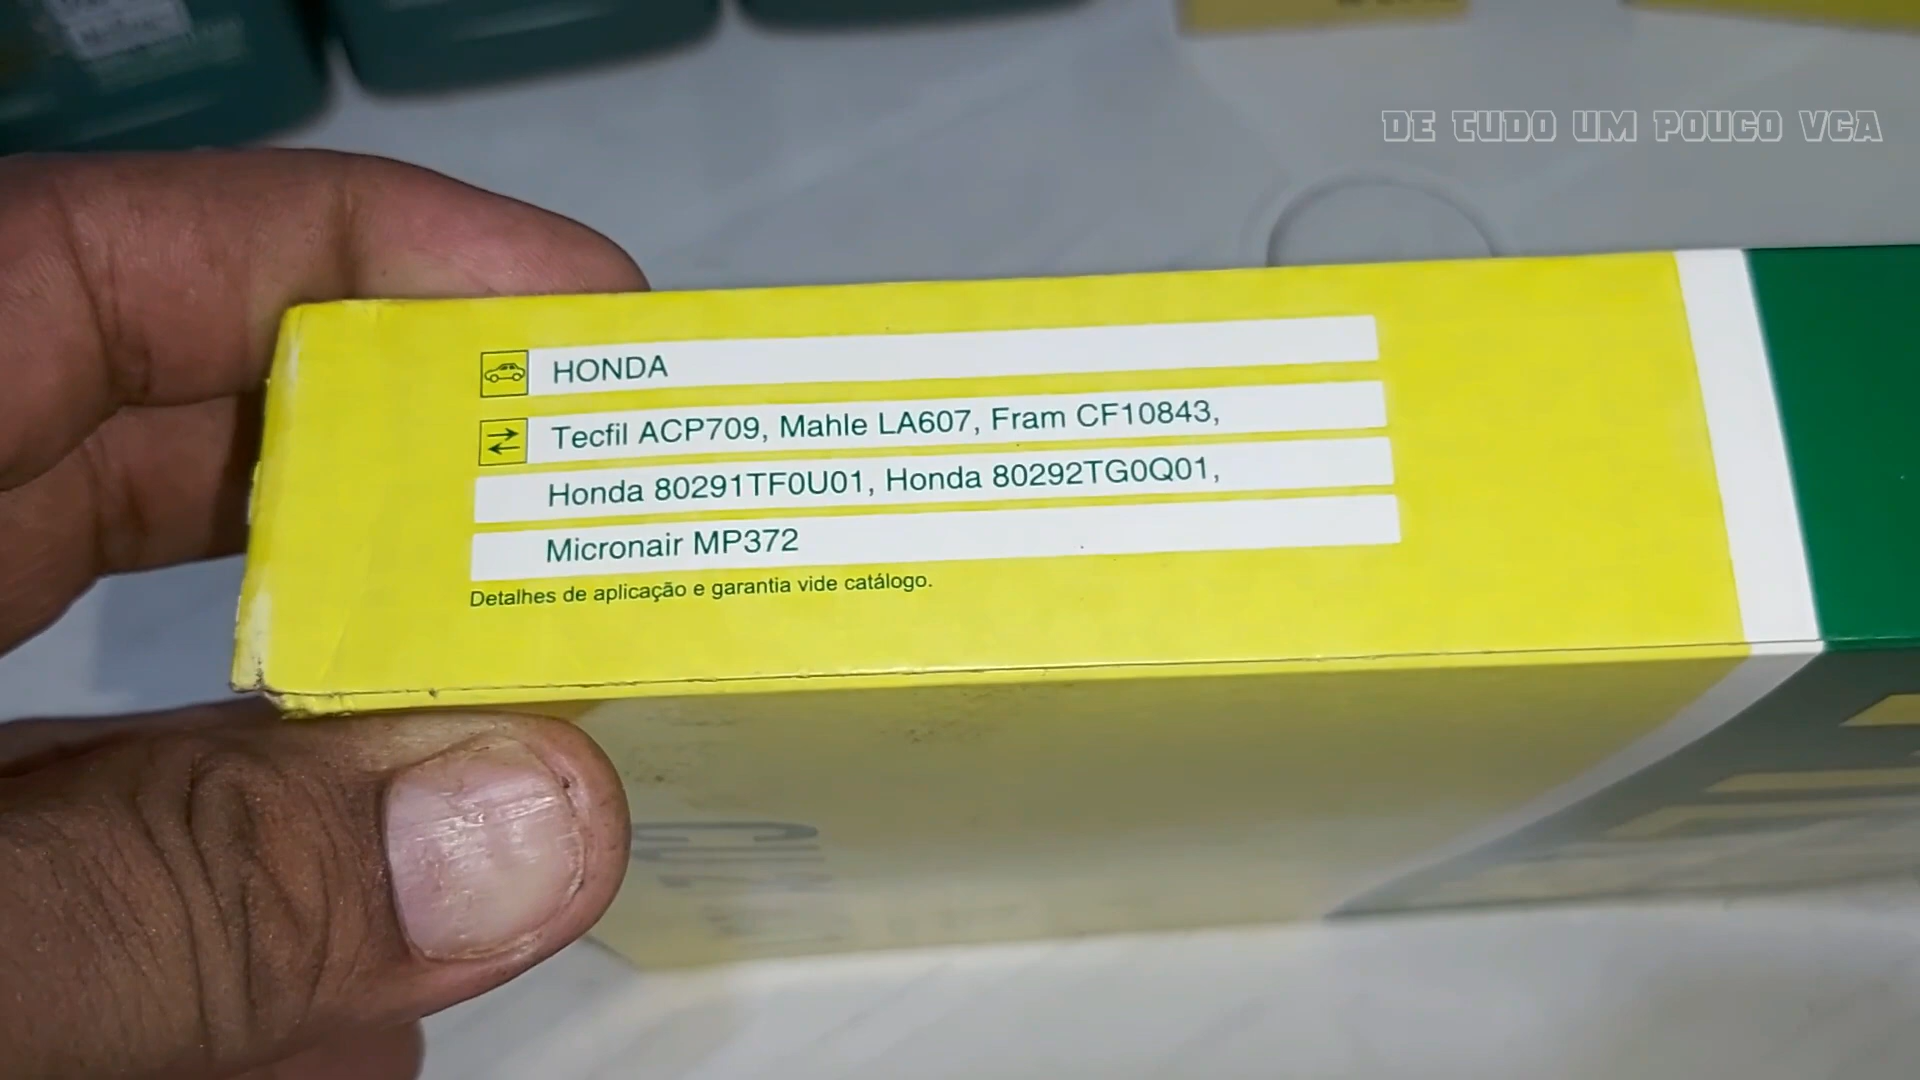 DE TUDO UM POUCO VCA
HONDA
Tecfil ACP709, Mahle LA607, Fram CF10843,
Honda 80291TF0U01, Honda 80292TG0Q01,
Micronair MP372
Detalhes de aplicação e garantia vide catálogo.